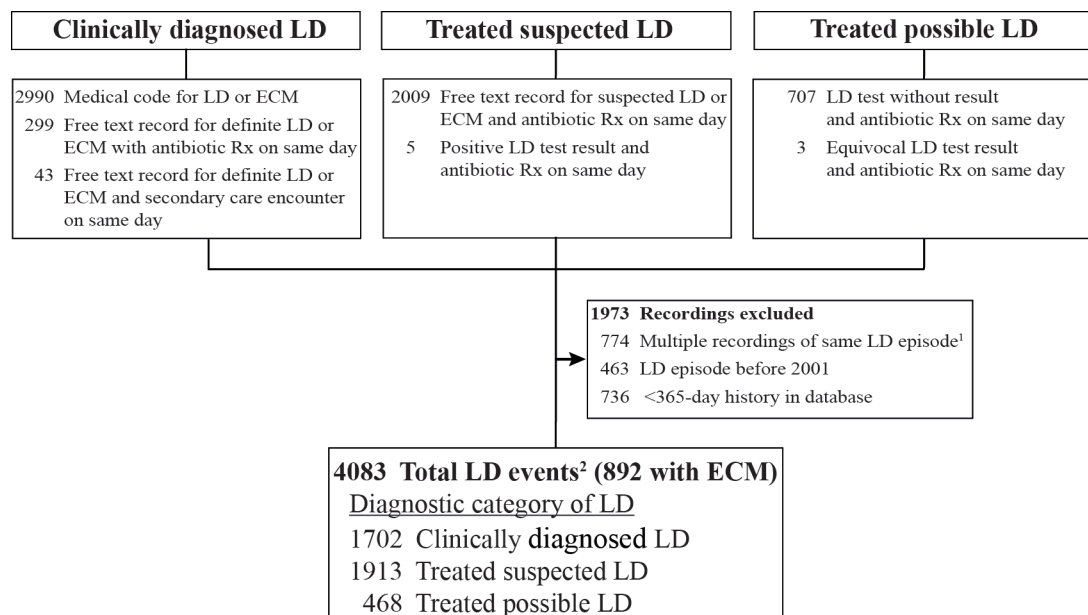 Clinically diagnosed LD
2990 Medical code for LD or ECM
299 Free text record for definite LD or
ECM with antibiotic Rx on same day
43 Free text record for definite LD or
ECM and secondary care encounter
on same day
Treated suspected LD
2009 Free text record for suspected LD or
ECM and antibiotic Rx on same day
5 Positive LD test result and
antibiotic Rx on same day
Treated possible LD
707 LD test without result
and antibiotic Rx on same day
3 Equivocal LD test result
and antibiotic Rx on same day
1973 Recordings excluded
774 Multiple recordings of same LD episode¹
463 LD episode before 2001
736 <365-day history in database
4083 Total LD events² (892 with ECM)
Diagnostic category of LD
1702 Clinically diagnosed LD
1913 Treated suspected LD
468 Treated possible LD